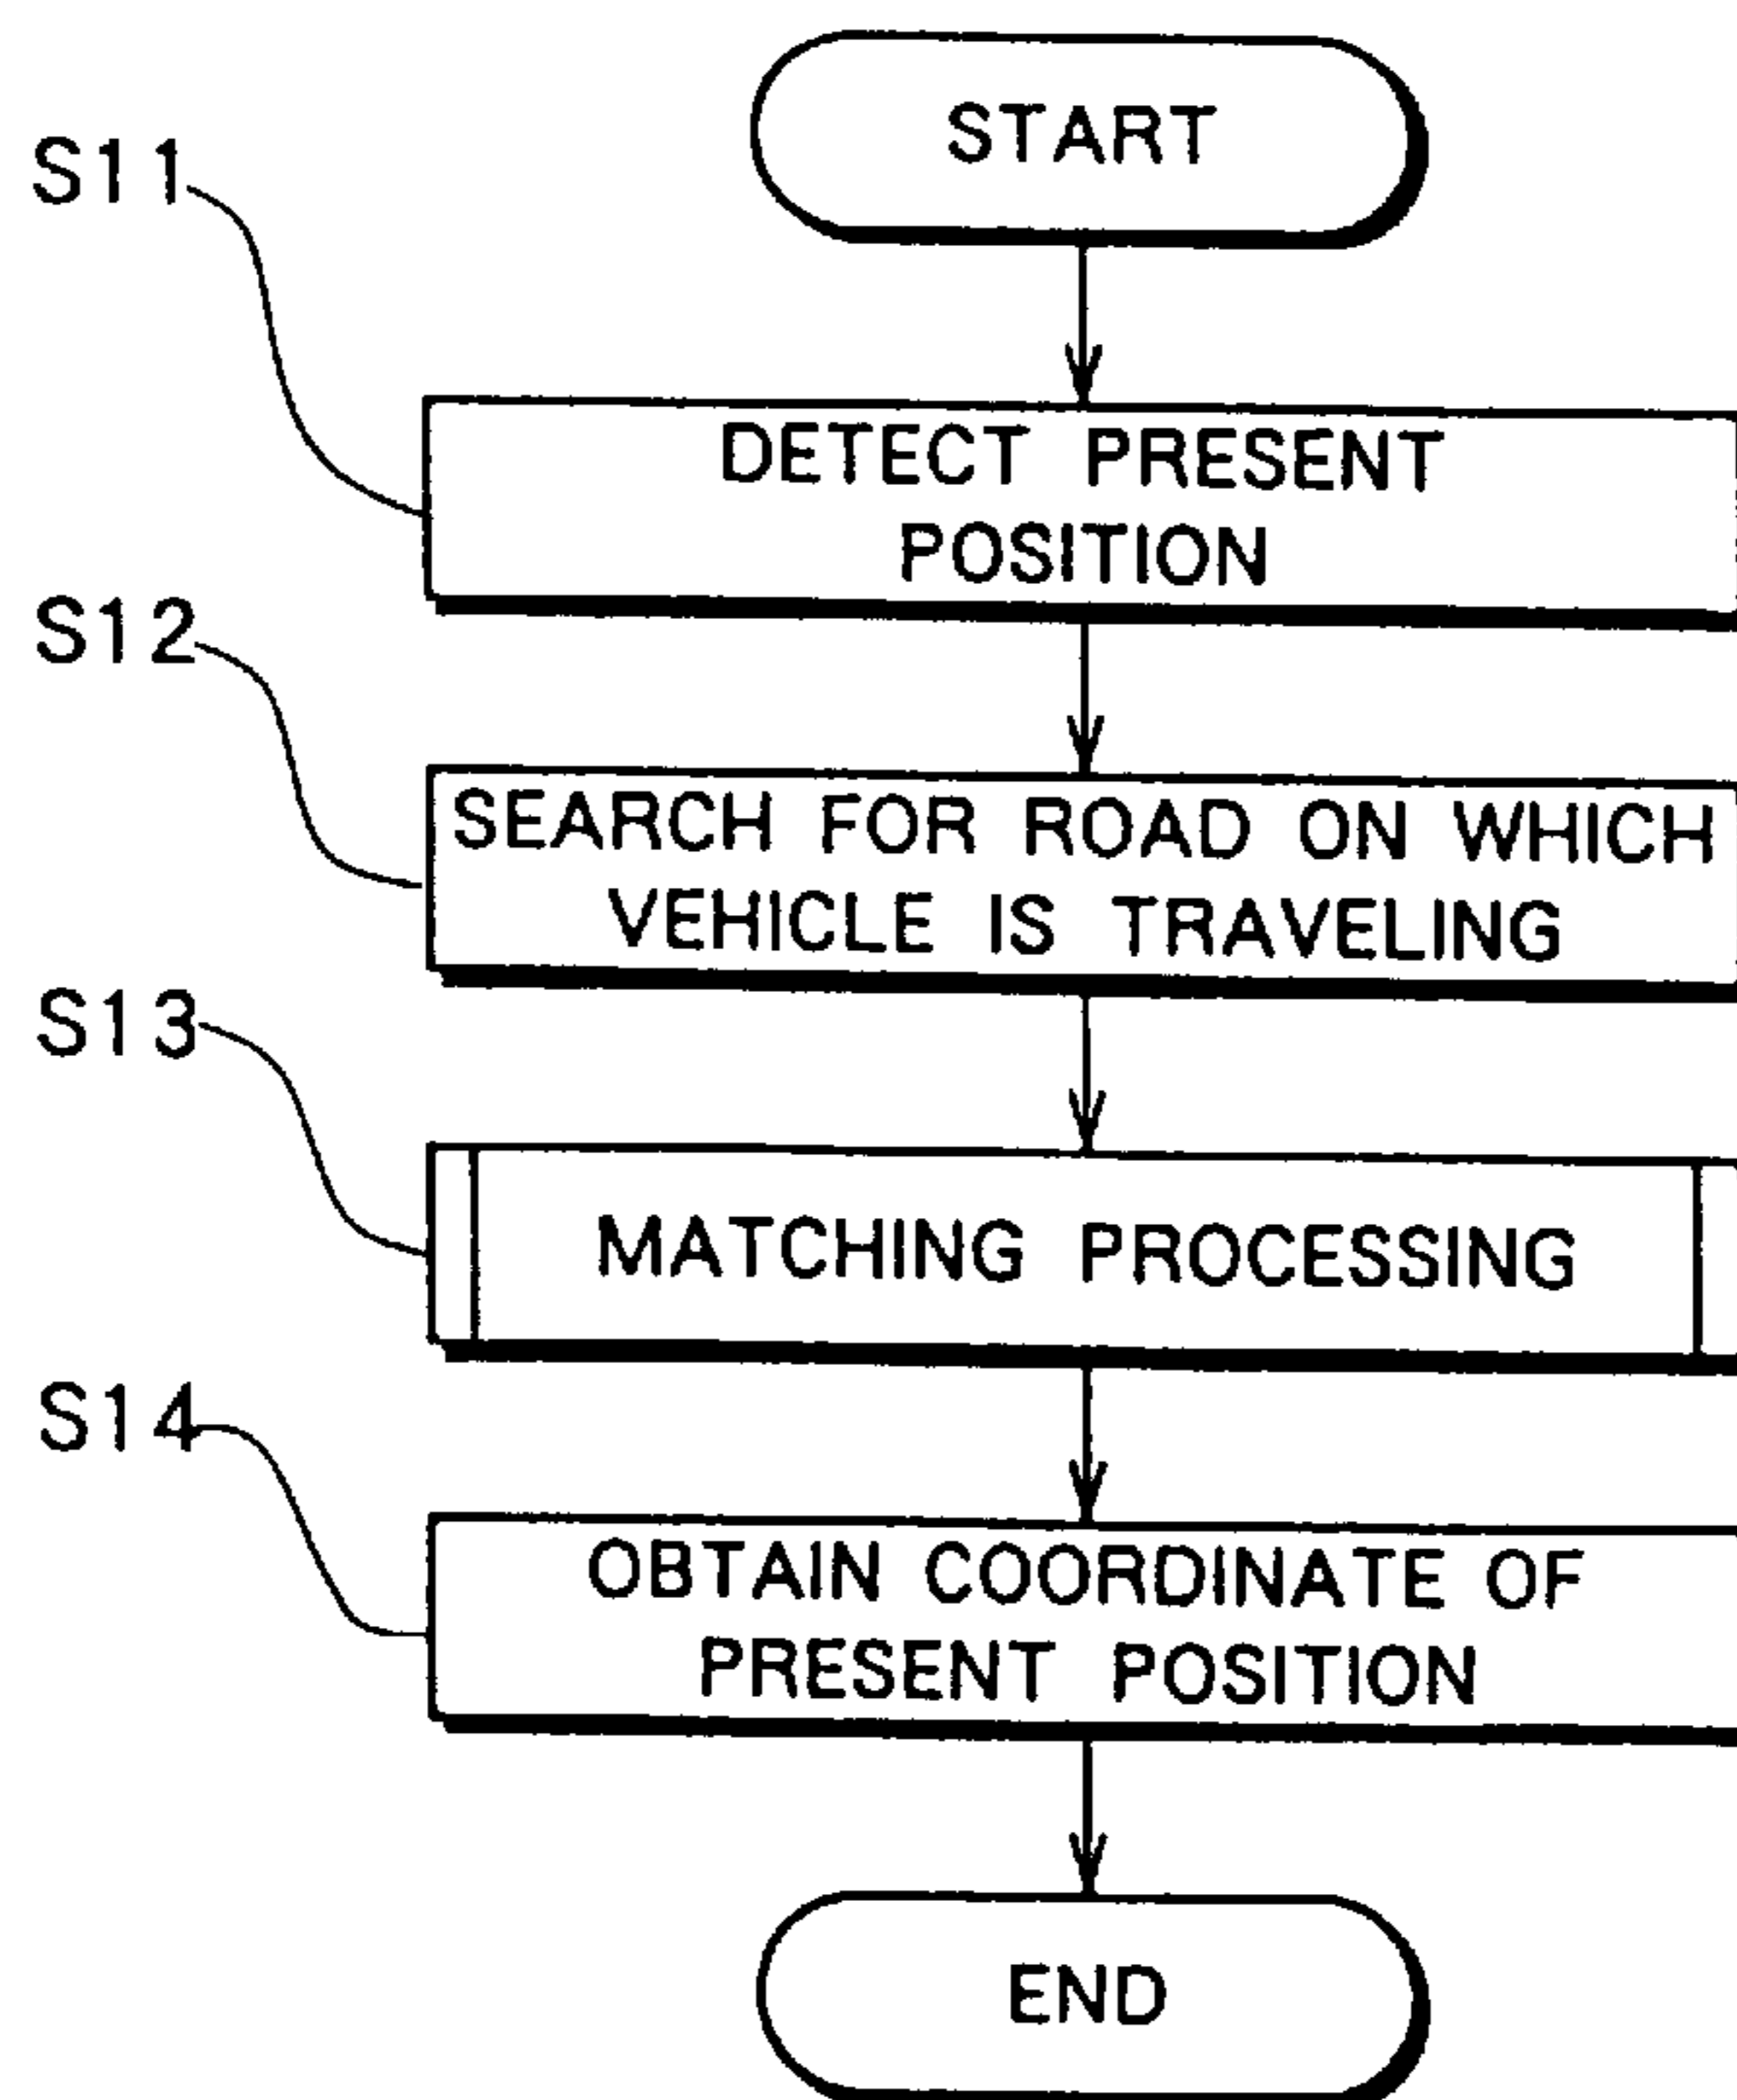 START
S11
DETECT PRESENT
POSITION
S12
SEARCH FOR ROAD ON WHICH
VEHICLE IS TRAVELING
S13
MATCHING PROCESSING
S14
OBTAIN COORDINATE OF
PRESENT POSITION
END